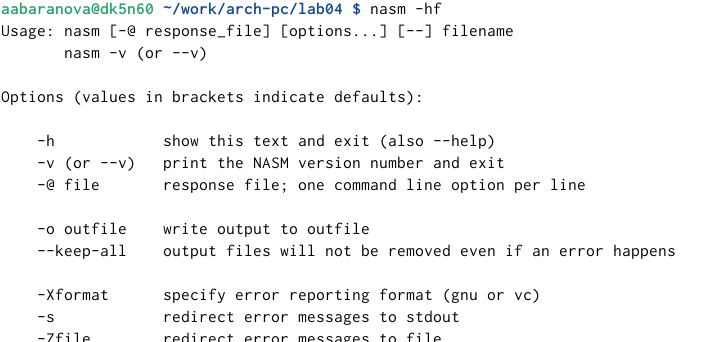 aabaranova@dk5n60 ~/work/arch-pc/lab04 $ nasm -hf
Usage: nasm [-@ response_file] [options...] [--] filename
       nasm -v (or --v)

Options (values in brackets indicate defaults):

    -h            show this text and exit (also --help)
    -v (or --v)   print the NASM version number and exit
    -@ file       response file; one command line option per line

    -o outfile    write output to outfile
    --keep-all    output files will not be removed even if an error happens

    -Xformat      specify error reporting format (gnu or vc)
    -s            redirect error messages to stdout
    -Zfile        redirect error messages to file